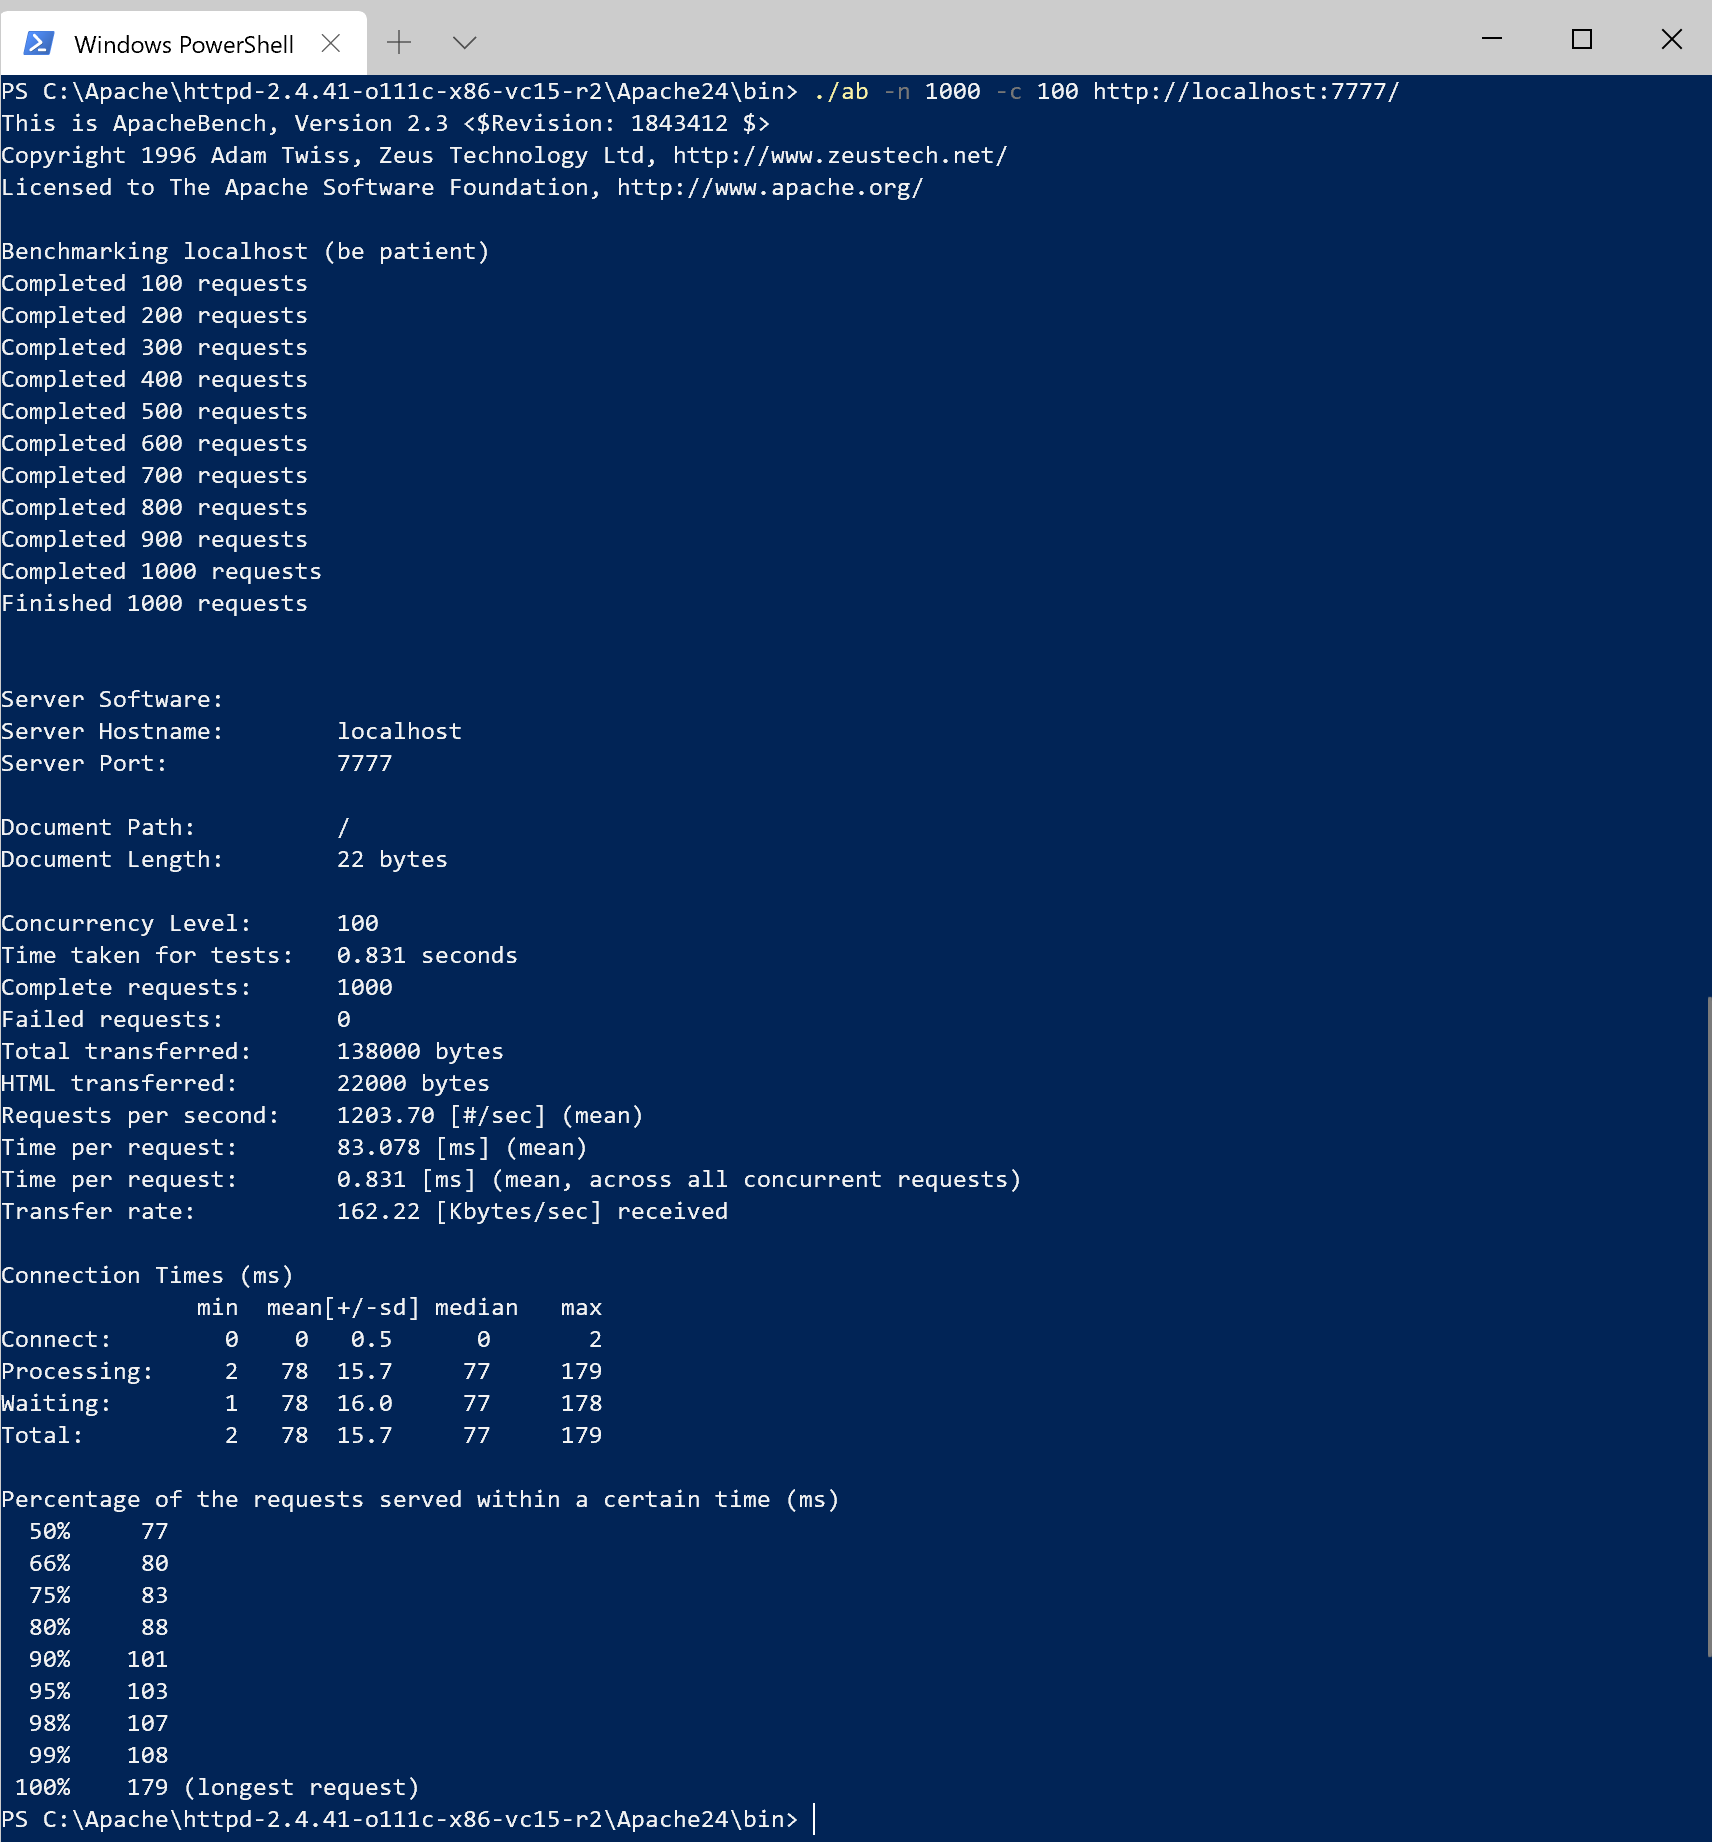 Windows PowerShell
PS C:\Apache\httpd-2.4.41-o111c-x86-vc15-r2\Apache24\bin> ./ab -n 1000 -c 100 http://localhost:7777/
This is ApacheBench, Version 2.3 <$Revision: 1843412 $>
Copyright 1996 Adam Twiss, Zeus Technology Ltd, http://www.zeustech.net/
Licensed to The Apache Software Foundation, http://www.apache.org/
Benchmarking localhost (be patient)
Completed 100 requests
Completed 200 requests
Completed 300 requests
Completed 400 requests
Completed 500 requests
Completed 600 requests
Completed 700 requests
Completed 800 requests
Completed 900 requests
Completed 1000 requests
Finished 1000 requests
Server Software:
Server Hostname:        localhost
Server Port:            7777
Document Path:          /
Document Length:        22 bytes
Concurrency Level:      100
Time taken for tests:   0.831 seconds
Complete requests:      1000
Failed requests:        0
Total transferred:      138000 bytes
HTML transferred:       22000 bytes
Requests per second:    1203.70 [#/sec] (mean)
Time per request:       83.078 [ms] (mean)
Time per request:       0.831 [ms] (mean, across all concurrent requests)
Transfer rate:          162.22 [Kbytes/sec] received
Connection Times (ms)
              min  mean[+/-sd] median   max
Connect:        0    0   0.5      0       2
Processing:     2   78  15.7     77     179
Waiting:        1   78  16.0     77     178
Total:          2   78  15.7     77     179
Percentage of the requests served within a certain time (ms)
  50%     77
  66%     80
  75%     83
  80%     88
  90%    101
  95%    103
  98%    107
  99%    108
 100%    179 (longest request)
PS C:\Apache\httpd-2.4.41-o111c-x86-vc15-r2\Apache24\bin>